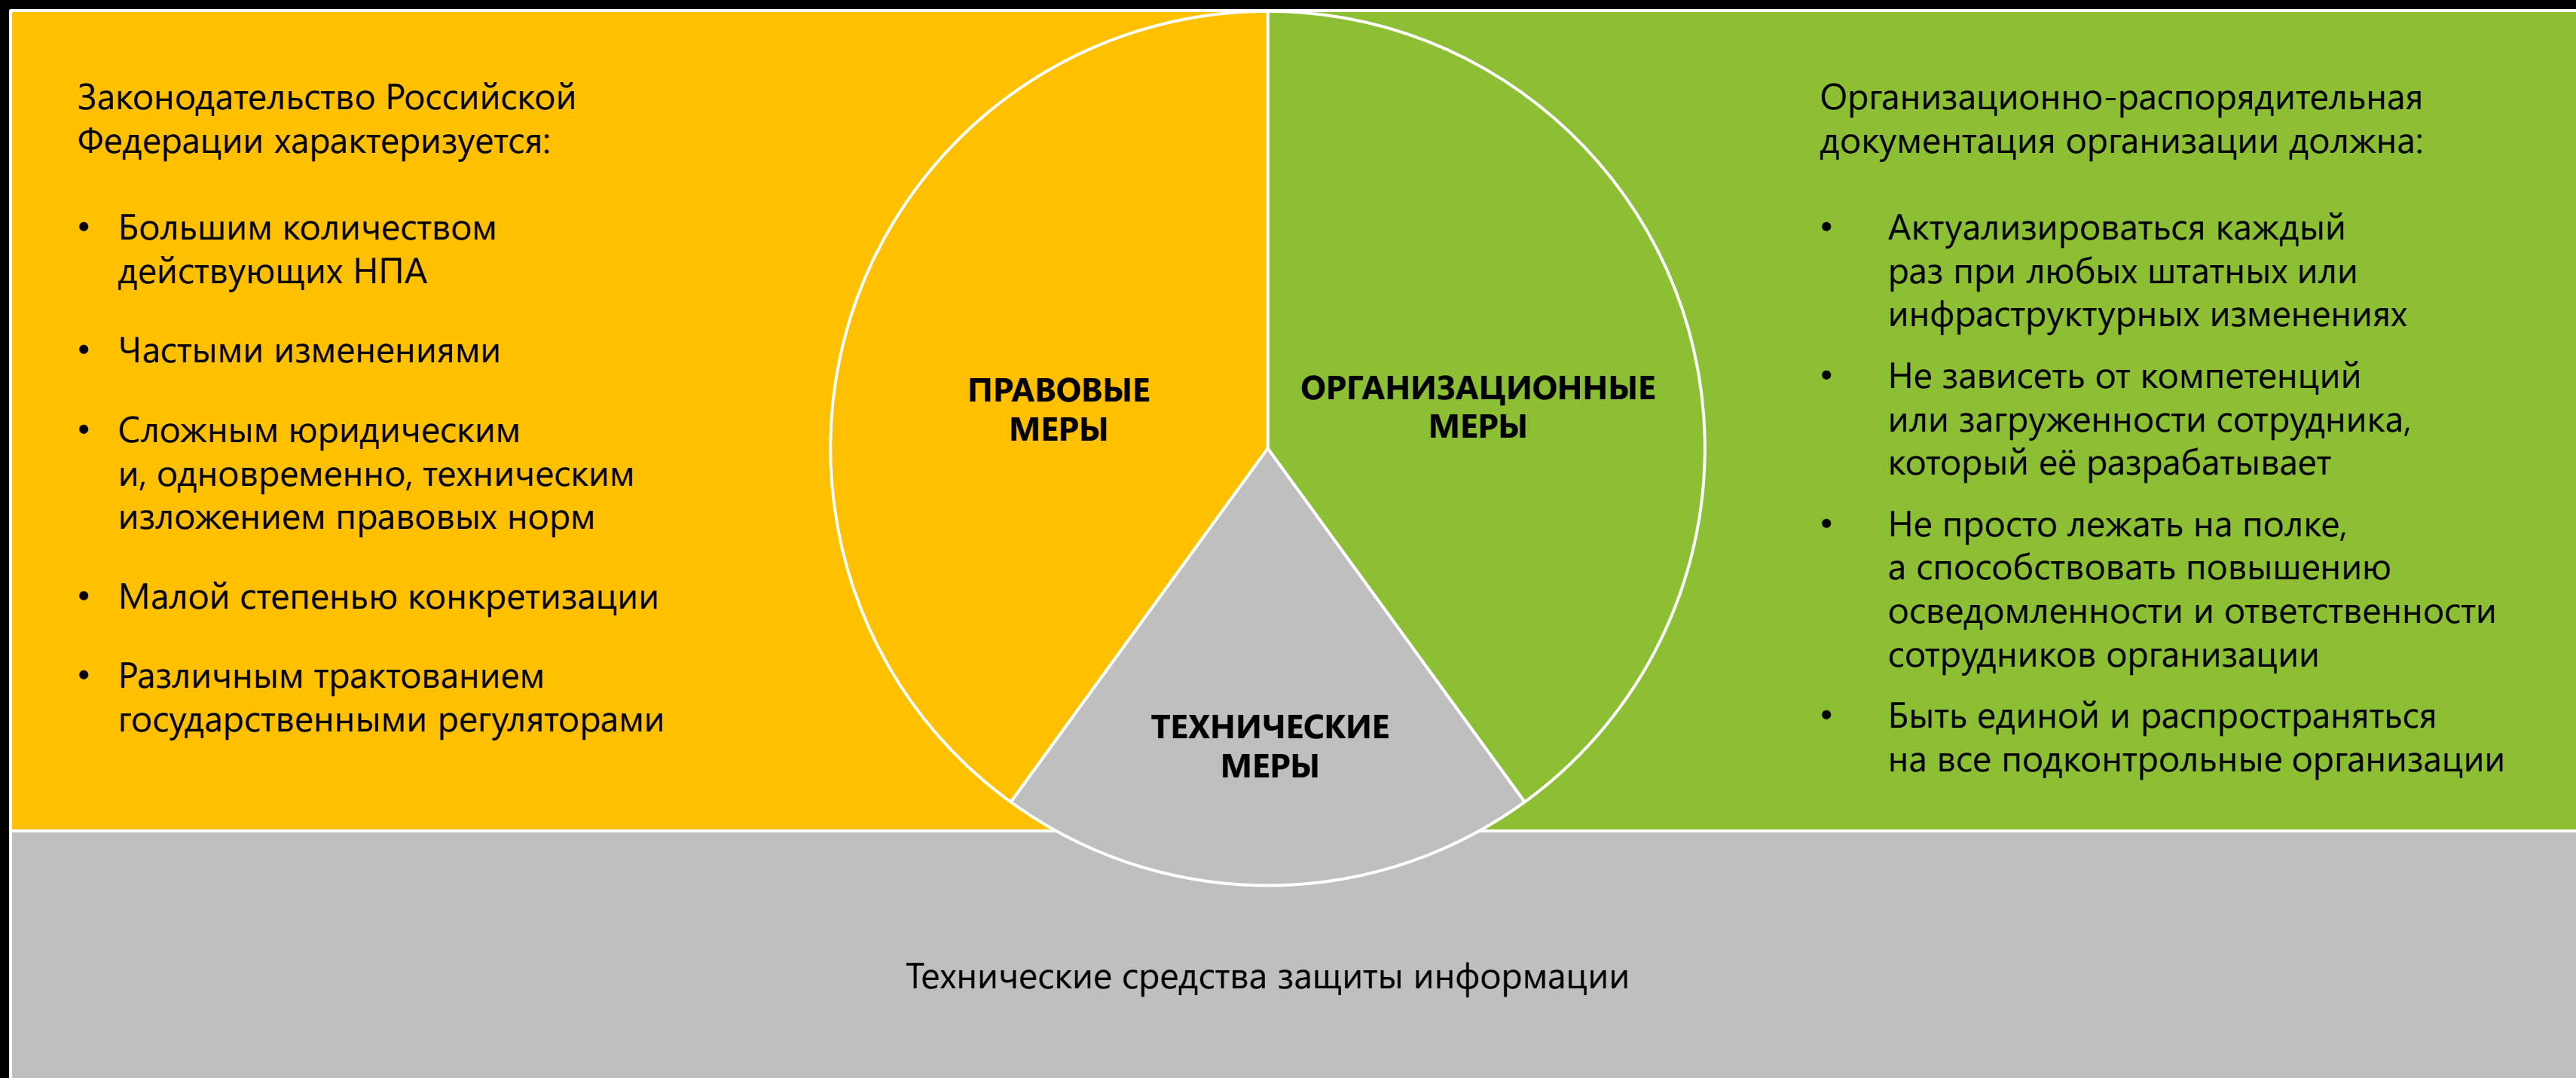 Законодательство Российской
Федерации характеризуется:
• Большим количеством
действующих НПА
• Частыми изменениями
• Сложным юридическим
и, одновременно, техническим
изложением правовых норм
• Малой степенью конкретизации
• Различным трактованием
государственными регуляторами
ПРАВОВЫЕ
МЕРЫ
ОРГАНИЗАЦИОННЫЕ
МЕРЫ
ТЕХНИЧЕСКИЕ
МЕРЫ
Организационно-распорядительная
документация организации должна:
• Актуализироваться каждый
раз при любых штатных или
инфраструктурных изменениях
• Не зависеть от компетенций
или загруженности сотрудника,
который её разрабатывает
• Не просто лежать на полке,
а способствовать повышению
осведомленности и ответственности
сотрудников организации
• Быть единой и распространяться
на все подконтрольные организации
Технические средства защиты информации